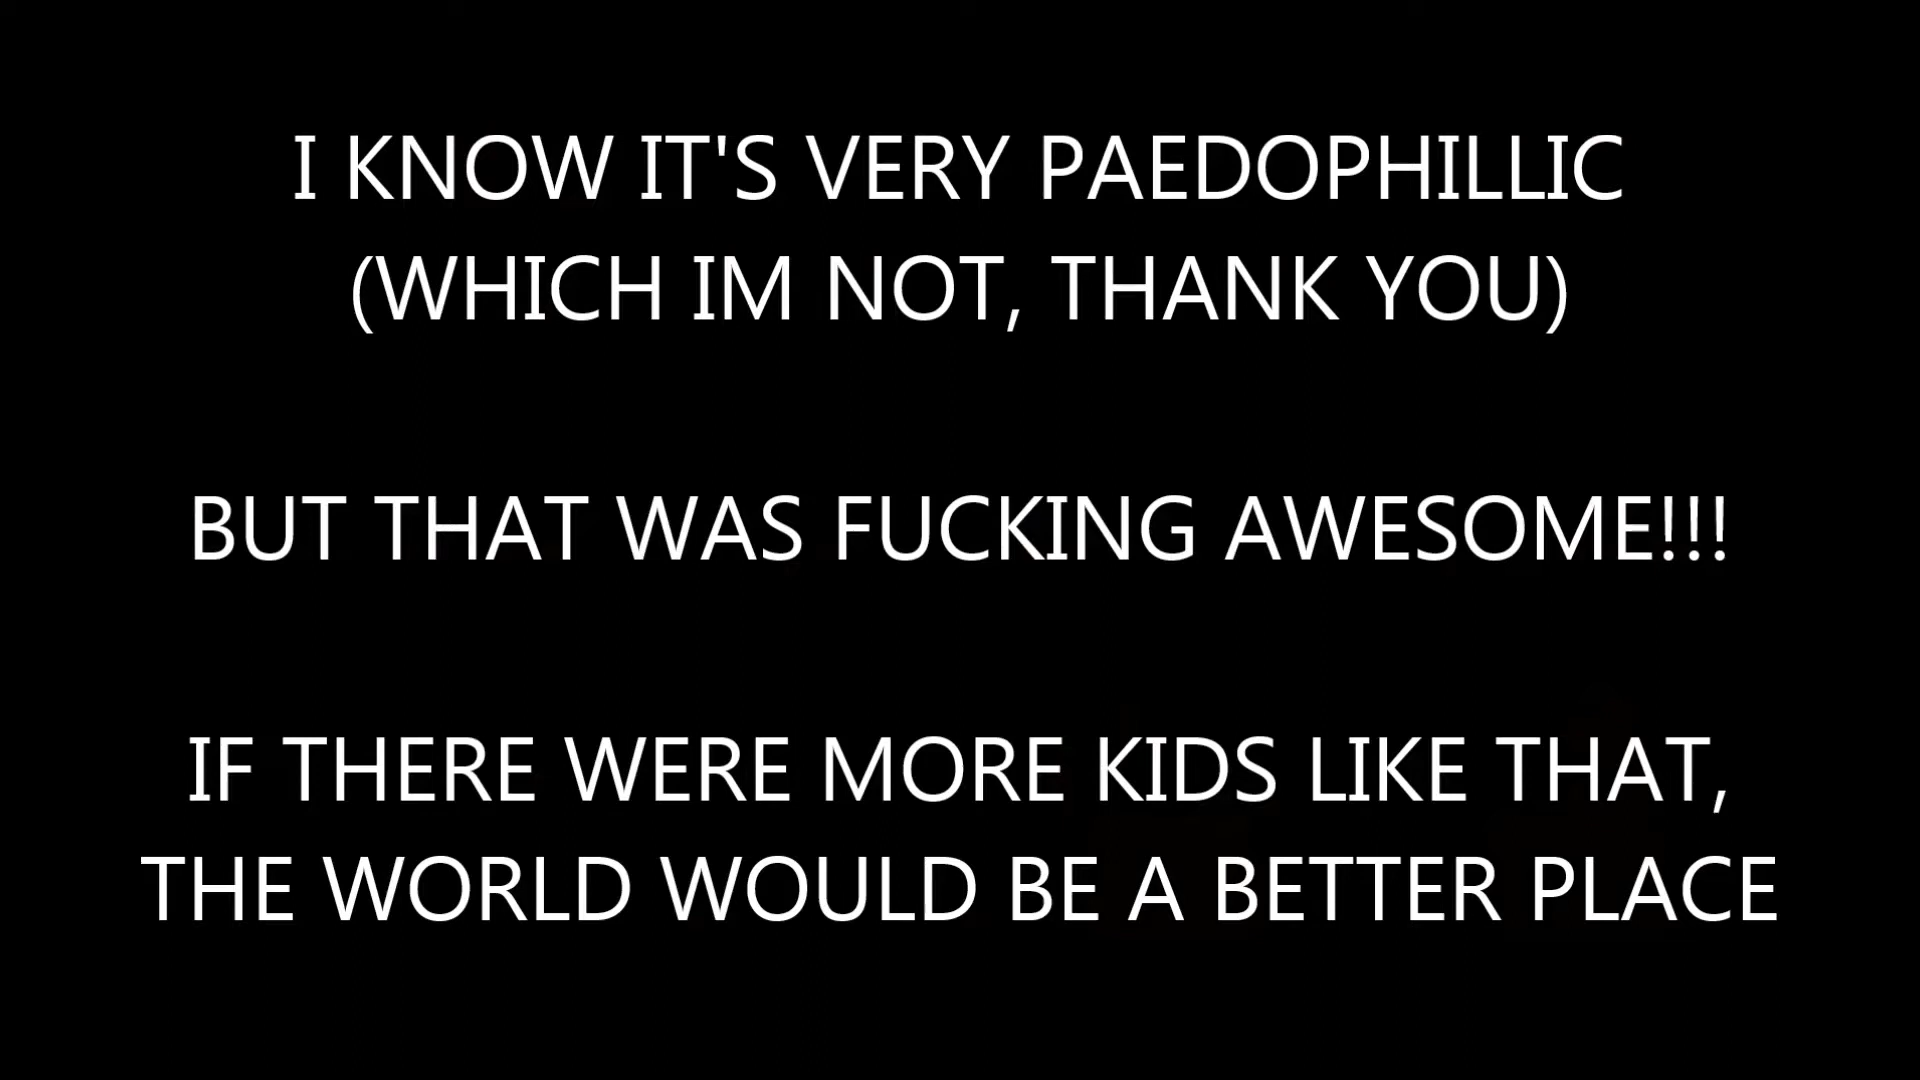 I KNOW IT'S VERY PAEDOPHILLIC
(WHICH IM NOT, THANK YOU)
BUT THAT WAS FUCKING AWESOME!!!
IF THERE WERE MORE KIDS LIKE THAT,
THE WORLD WOULD BE A BETTER PLACE